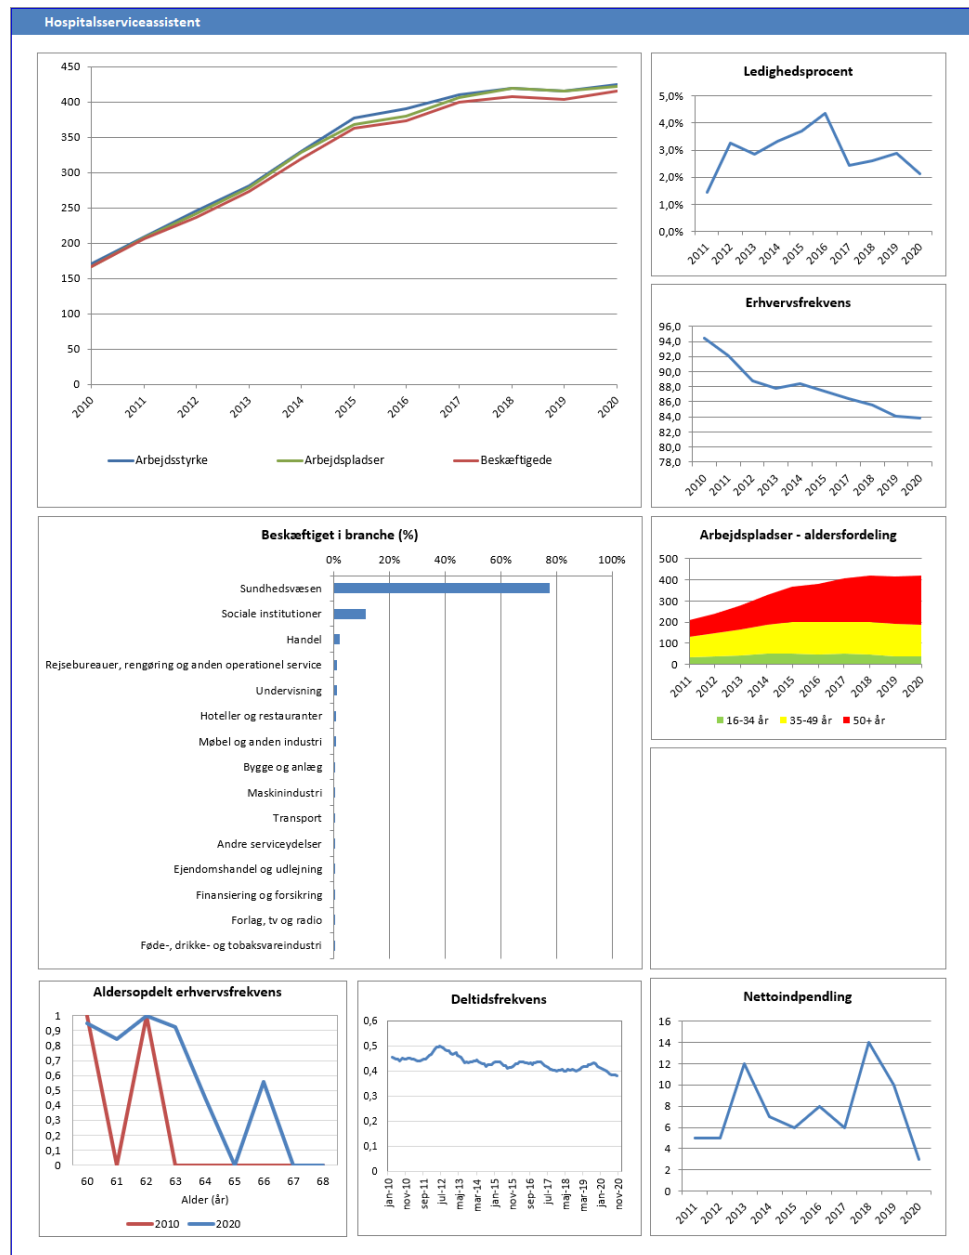 Hospitalsserviceassistent
450
400
350
300
250
200
150
100
50
0
2010 2011 2012 2013 2014 2015 2016 2017 2018 2019 2020
Arbejdsstyrke Arbejdspladser Beskæftigede
Ledighedsprocent
5,0%
4,0%
3,0%
2,0%
1,0%
0,0%
2011 2012 2013 2014 2015 2016 2017 2018 2019 2020
Erhvervsfrekvens
96,0
94,0
92,0
90,0
88,0
86,0
84,0
82,0
80,0
78,0
2010 2011 2012 2013 2014 2015 2017 2018 2019 2020
Beskæftiget i branche (%)
0% 20% 40% 60% 80% 100%
Sundhedsvæsen
Sociale institutioner
Handel
Rejsebureauer, rengøring og anden operationel service
Undervisning
Hoteller og restauranter
Møbel og anden industri
Bygge og anlæg
Maskinindustri
Transport
Andre serviceydelser
Ejendomshandel og udlejning
Finansiering og forsikring
Forlag, tv og radio
Føde-, drikke- og tobaksvareindustri
Arbejdspladser - aldersfordeling
500
400
300
200
100
0
2011 2012 2013 2014 2015 2016 2017 2018 2019 2020
16-34 år 35-49 år 50+ år
Aldersopdelt erhvervsfrekvens
1
0,9
0,8
0,7
0,6
0,5
0,4
0,3
0,2
0,1
0
60 61 62 63 64 65 66 67 68
Alder (år)
2010 2020
Deltidsfrekvens
0,6
0,5
0,4
0,3
0,2
0,1
0
jan-10 nov-10 sep-11 jul-12 maj-13 mar-14 jan-15 nov-15 sep-16 jul-17 maj-18 mar-19 jan-20 nov-20
Nettoindpendling
16
14
12
10
8
6
4
2
0
2011 2012 2013 2014 2015 2016 2017 2018 2019 2020